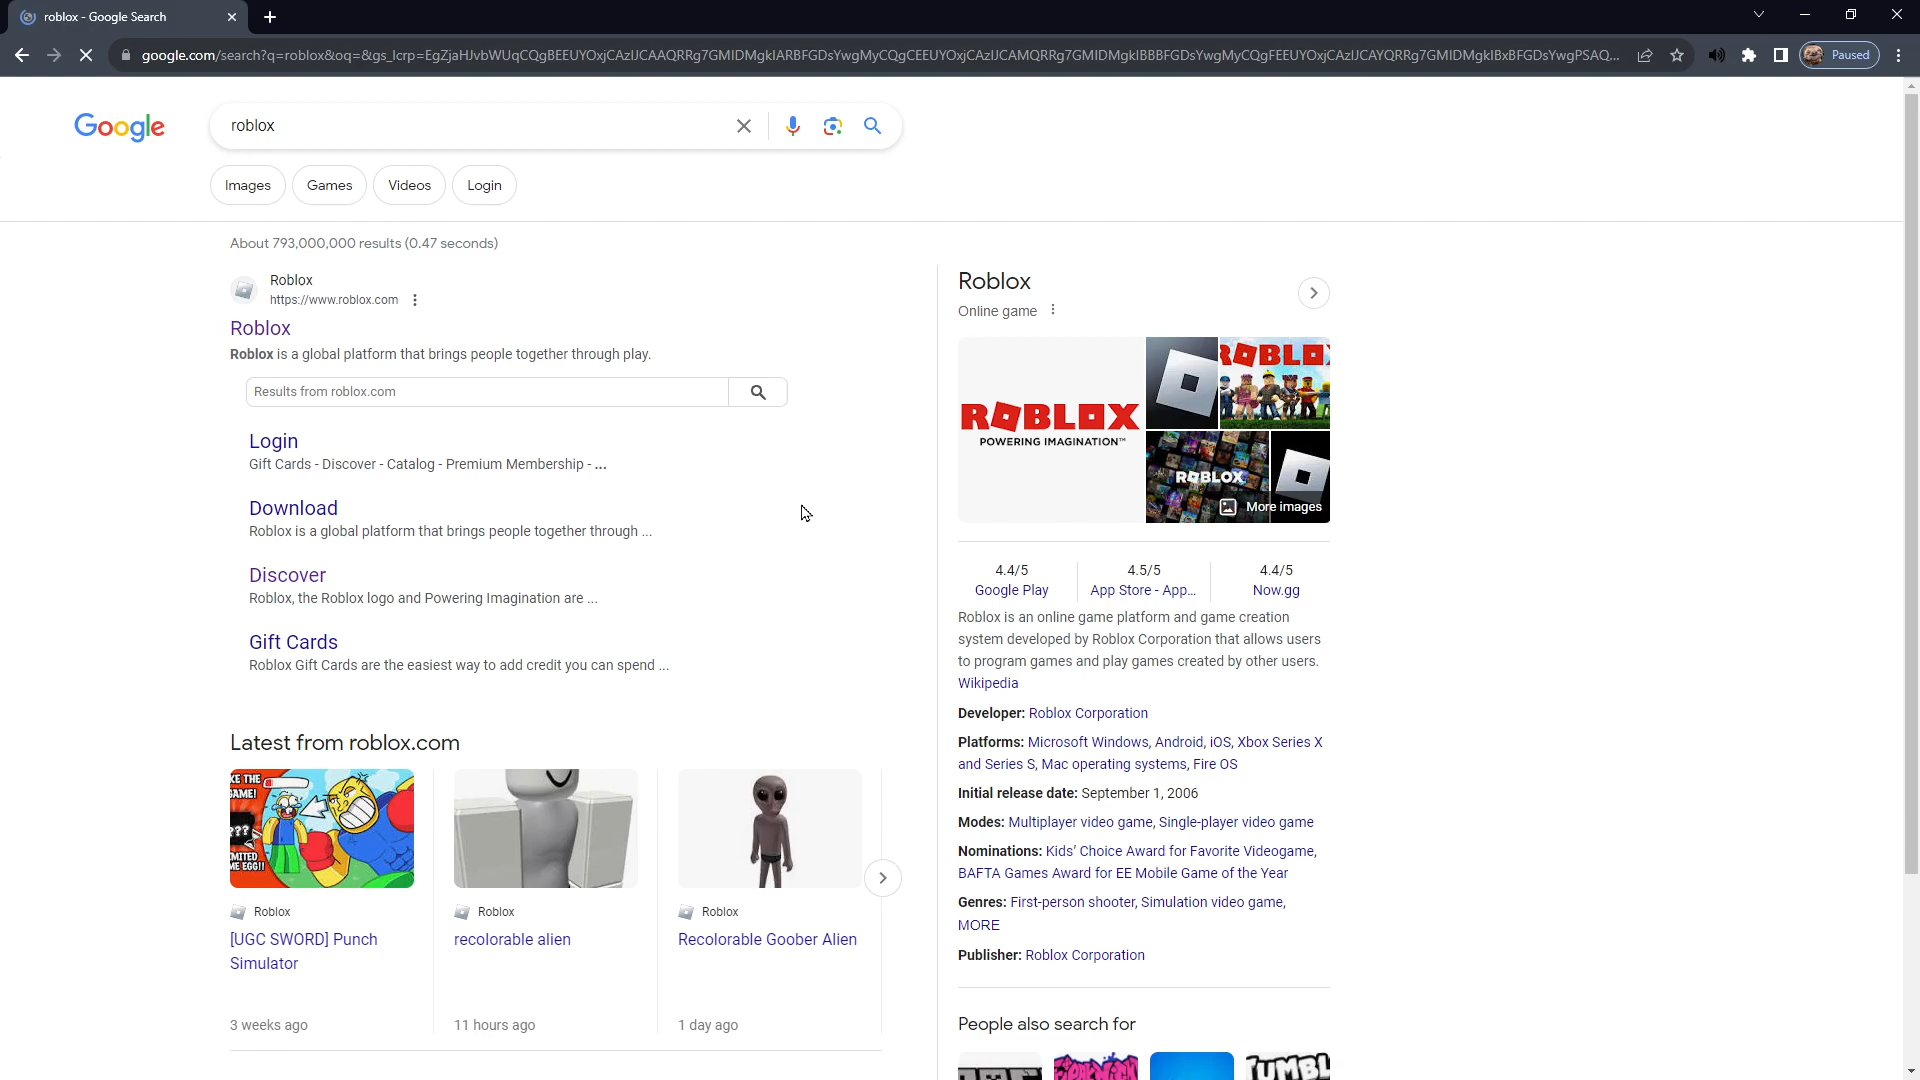 roblox - Google Search
google.com/search?q=roblox&oq=&gs_lcrp=EgZjaHJvbWUqCQgBEEUYOxjCAzIJCAAQRRg7GMIDMgkIARBFGDsYwgMyCQgCEEUYOxjCAzIJCAMQRRg7GMIDMgkIBBBFGDsYwgMyCQgFEEUYOxjCAzIJCAYQRRg7GMIDMgkIBxBFGDsYwgPSAQ...
Paused
Google
roblox
Images
Games
Videos
Login
About 793,000,000 results (0.47 seconds)
Roblox
https://www.roblox.com
Roblox
Roblox is a global platform that brings people together through play.
Results from roblox.com
Login
Gift Cards - Discover - Catalog - Premium Membership - ...
Download
Roblox is a global platform that brings people together through ...
Discover
Roblox, the Roblox logo and Powering Imagination are ...
Gift Cards
Roblox Gift Cards are the easiest way to add credit you can spend ...
Latest from roblox.com
KE THE
AME!
???
IMITED
ME EGG!!
Roblox
[UGC SWORD] Punch
Simulator
3 weeks ago
Roblox
recolorable alien
11 hours ago
Roblox
Recolorable Goober Alien
1 day ago
Roblox
Online game
ROBLOX
POWERING IMAGINATION™
ROBLOX
ROBLOX
More images
4.4/5
Google Play
4.5/5
App Store - App...
4.4/5
Now.gg
Roblox is an online game platform and game creation
system developed by Roblox Corporation that allows users
to program games and play games created by other users.
Wikipedia
Developer: Roblox Corporation
Platforms: Microsoft Windows, Android, iOS, Xbox Series X
and Series S, Mac operating systems, Fire OS
Initial release date: September 1, 2006
Modes: Multiplayer video game, Single-player video game
Nominations: Kids' Choice Award for Favorite Videogame,
BAFTA Games Award for EE Mobile Game of the Year
Genres: First-person shooter, Simulation video game,
MORE
Publisher: Roblox Corporation
People also search for
TUMBL